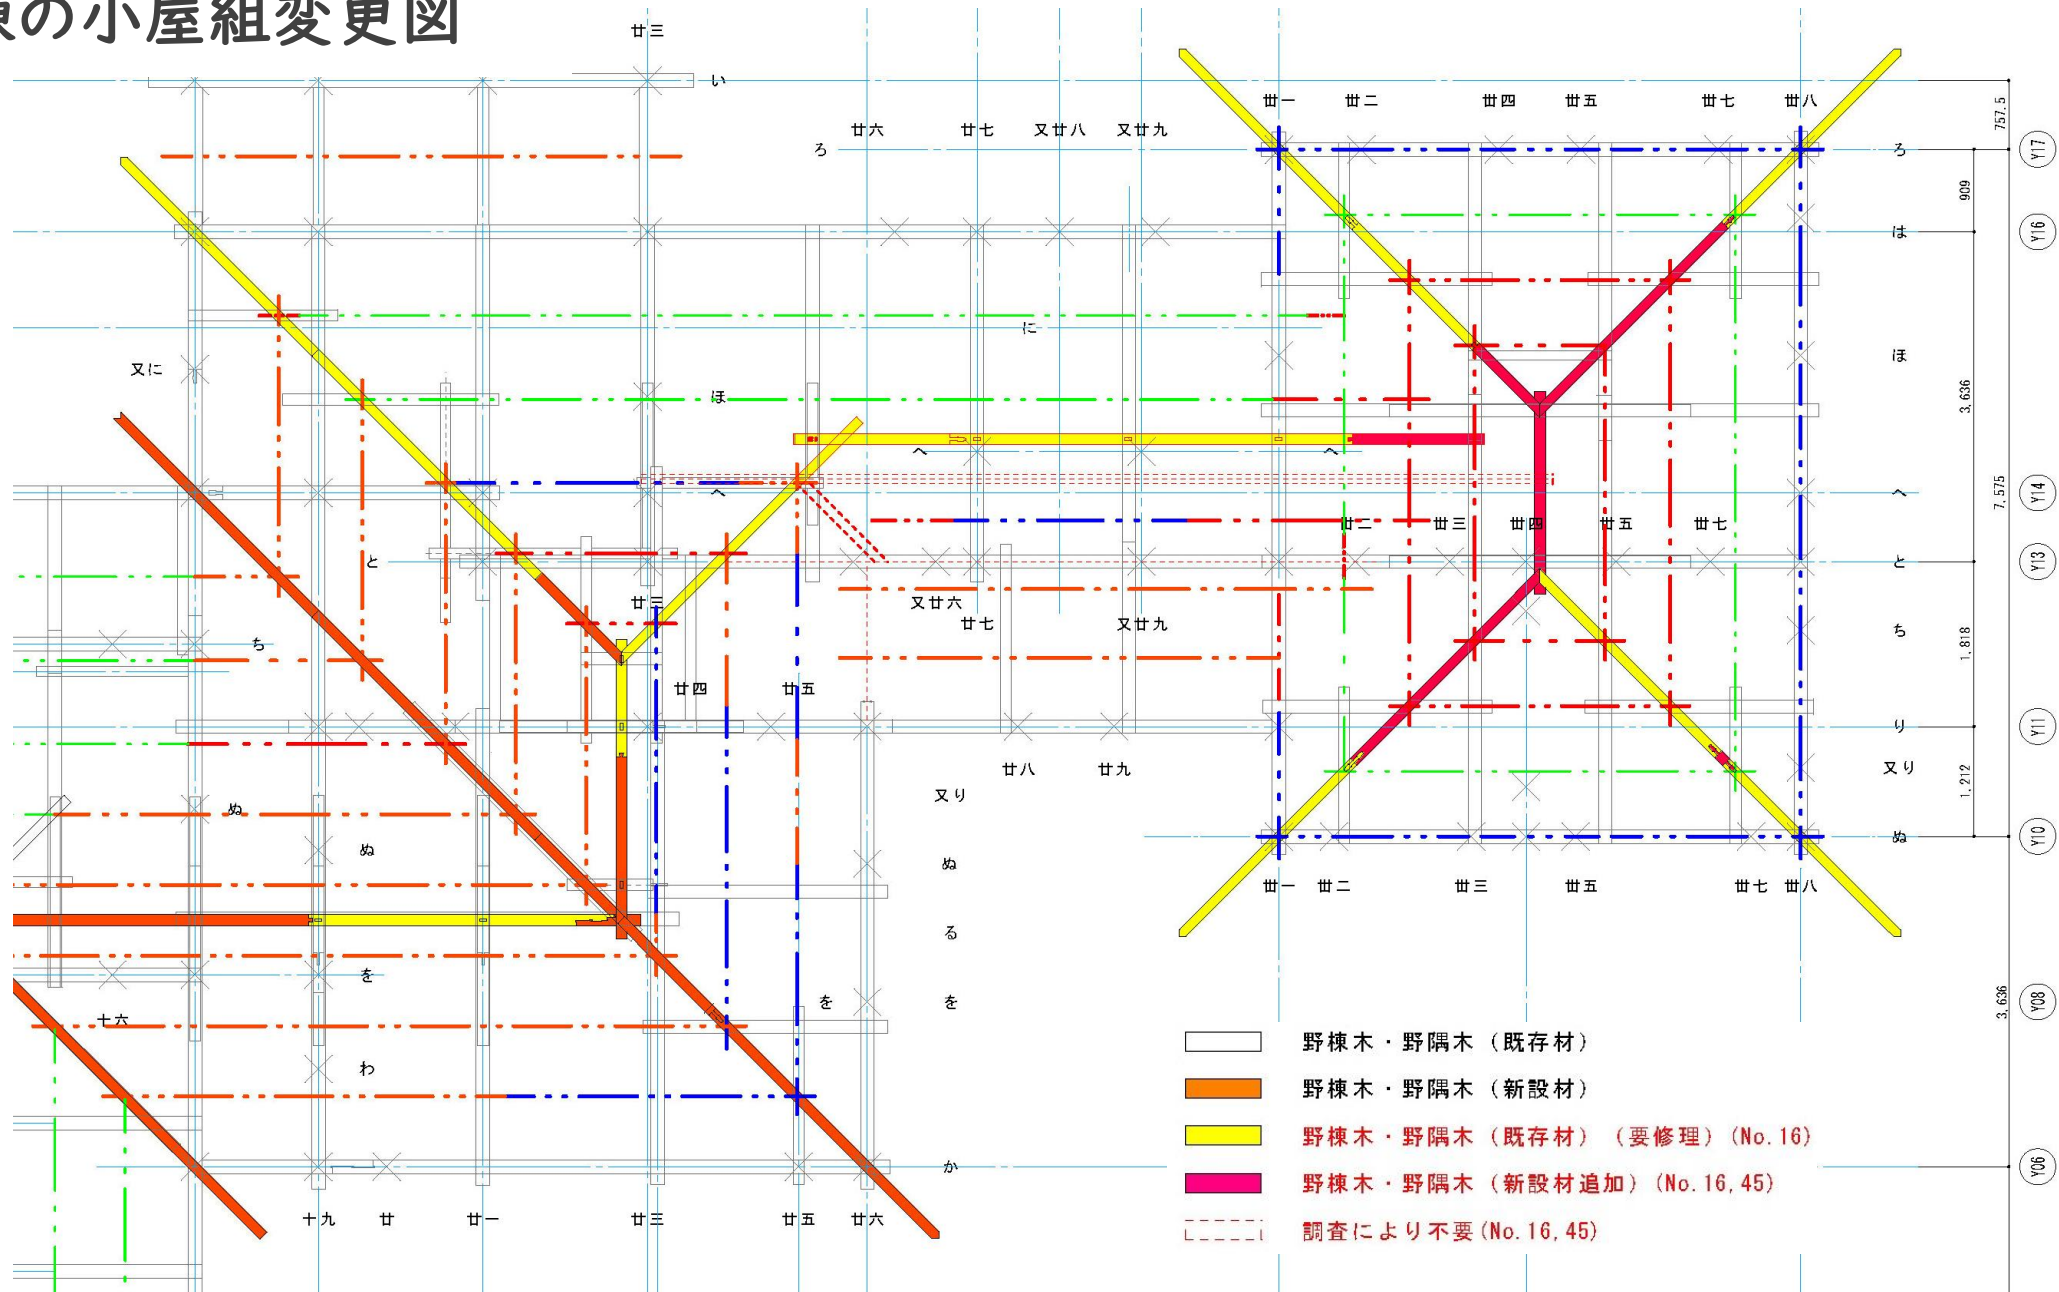 の小屋組変更図
廿三
い
廿六 廿七 又廿八 又廿九
ろ
卅一 卅二 卅四 卅五 卅七 卅八
ろ
は
に
又に
ほ
ほ
へ
へ
へ
へ
卅二 卅三 卅四 卅五 卅七
と
と
廿三
又廿六
廿七 又廿九
ち
ち
廿四 廿五
り
廿八 廿九
又り
又り
ぬ
ぬ
ぬ
ぬ
卅一 卅二 卅三 卅五 卅七 卅八
る
を
を
を
十六
わ
か
十九 廿 廿一 廿三 廿五 廿六
757.5
909
3,636
7,575
1,818
1,212
3,636
Y17
Y16
Y14
Y13
Y11
Y10
Y08
Y06
野棟木・野隅木（既存材）
野棟木・野隅木（新設材）
野棟木・野隅木（既存材）（要修理）(No.16)
野棟木・野隅木（新設材追加）(No.16,45)
調査により不要(No.16,45)